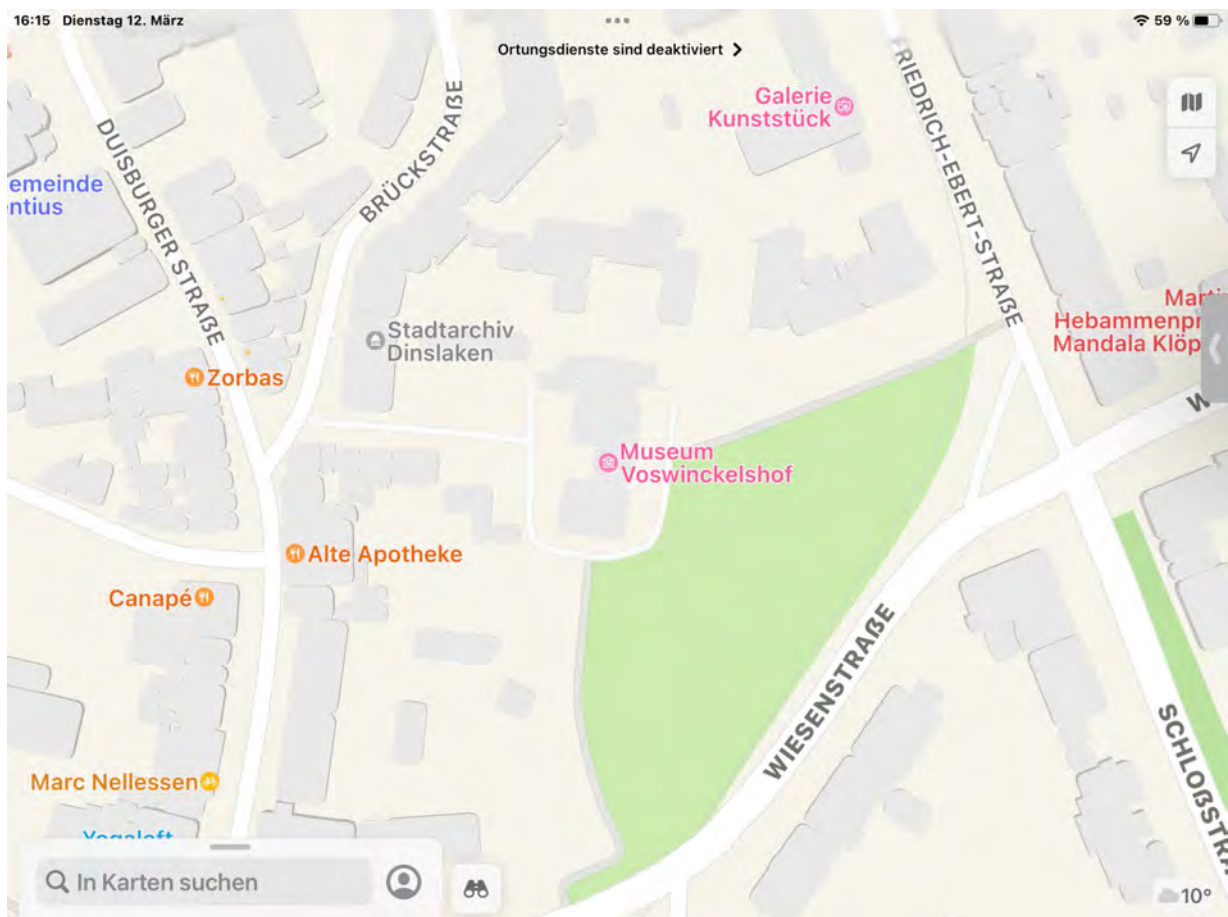 16:15 Dienstag 12. März
59 %
Ortungsdienste sind deaktiviert
FRIEDRICH-EBERT-STRAßE
Galerie
Kunststück
DUISBURGER STRAßE
BRÜCKSTRAßE
emeinde
ntius
Stadtarchiv
Dinslaken
Hebammenpr
Mandala Klöp
Zorbas
W
Museum
Voswinckelshof
Alte Apotheke
Canapé
WIESENSTRAßE
SCHLOßSTRA
Marc Nellessen
Yogaloft
In Karten suchen
10°